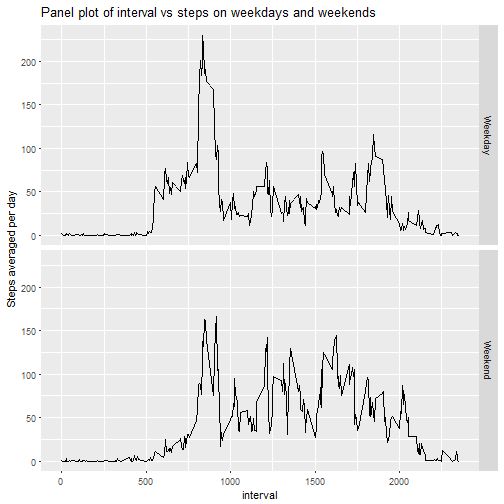 Panel plot of interval vs steps on weekdays and weekends
Steps averaged per day
200
150
100
50
0
Weekday
200
150
100
50
0
Weekend
0 500 1000 1500 2000
interval